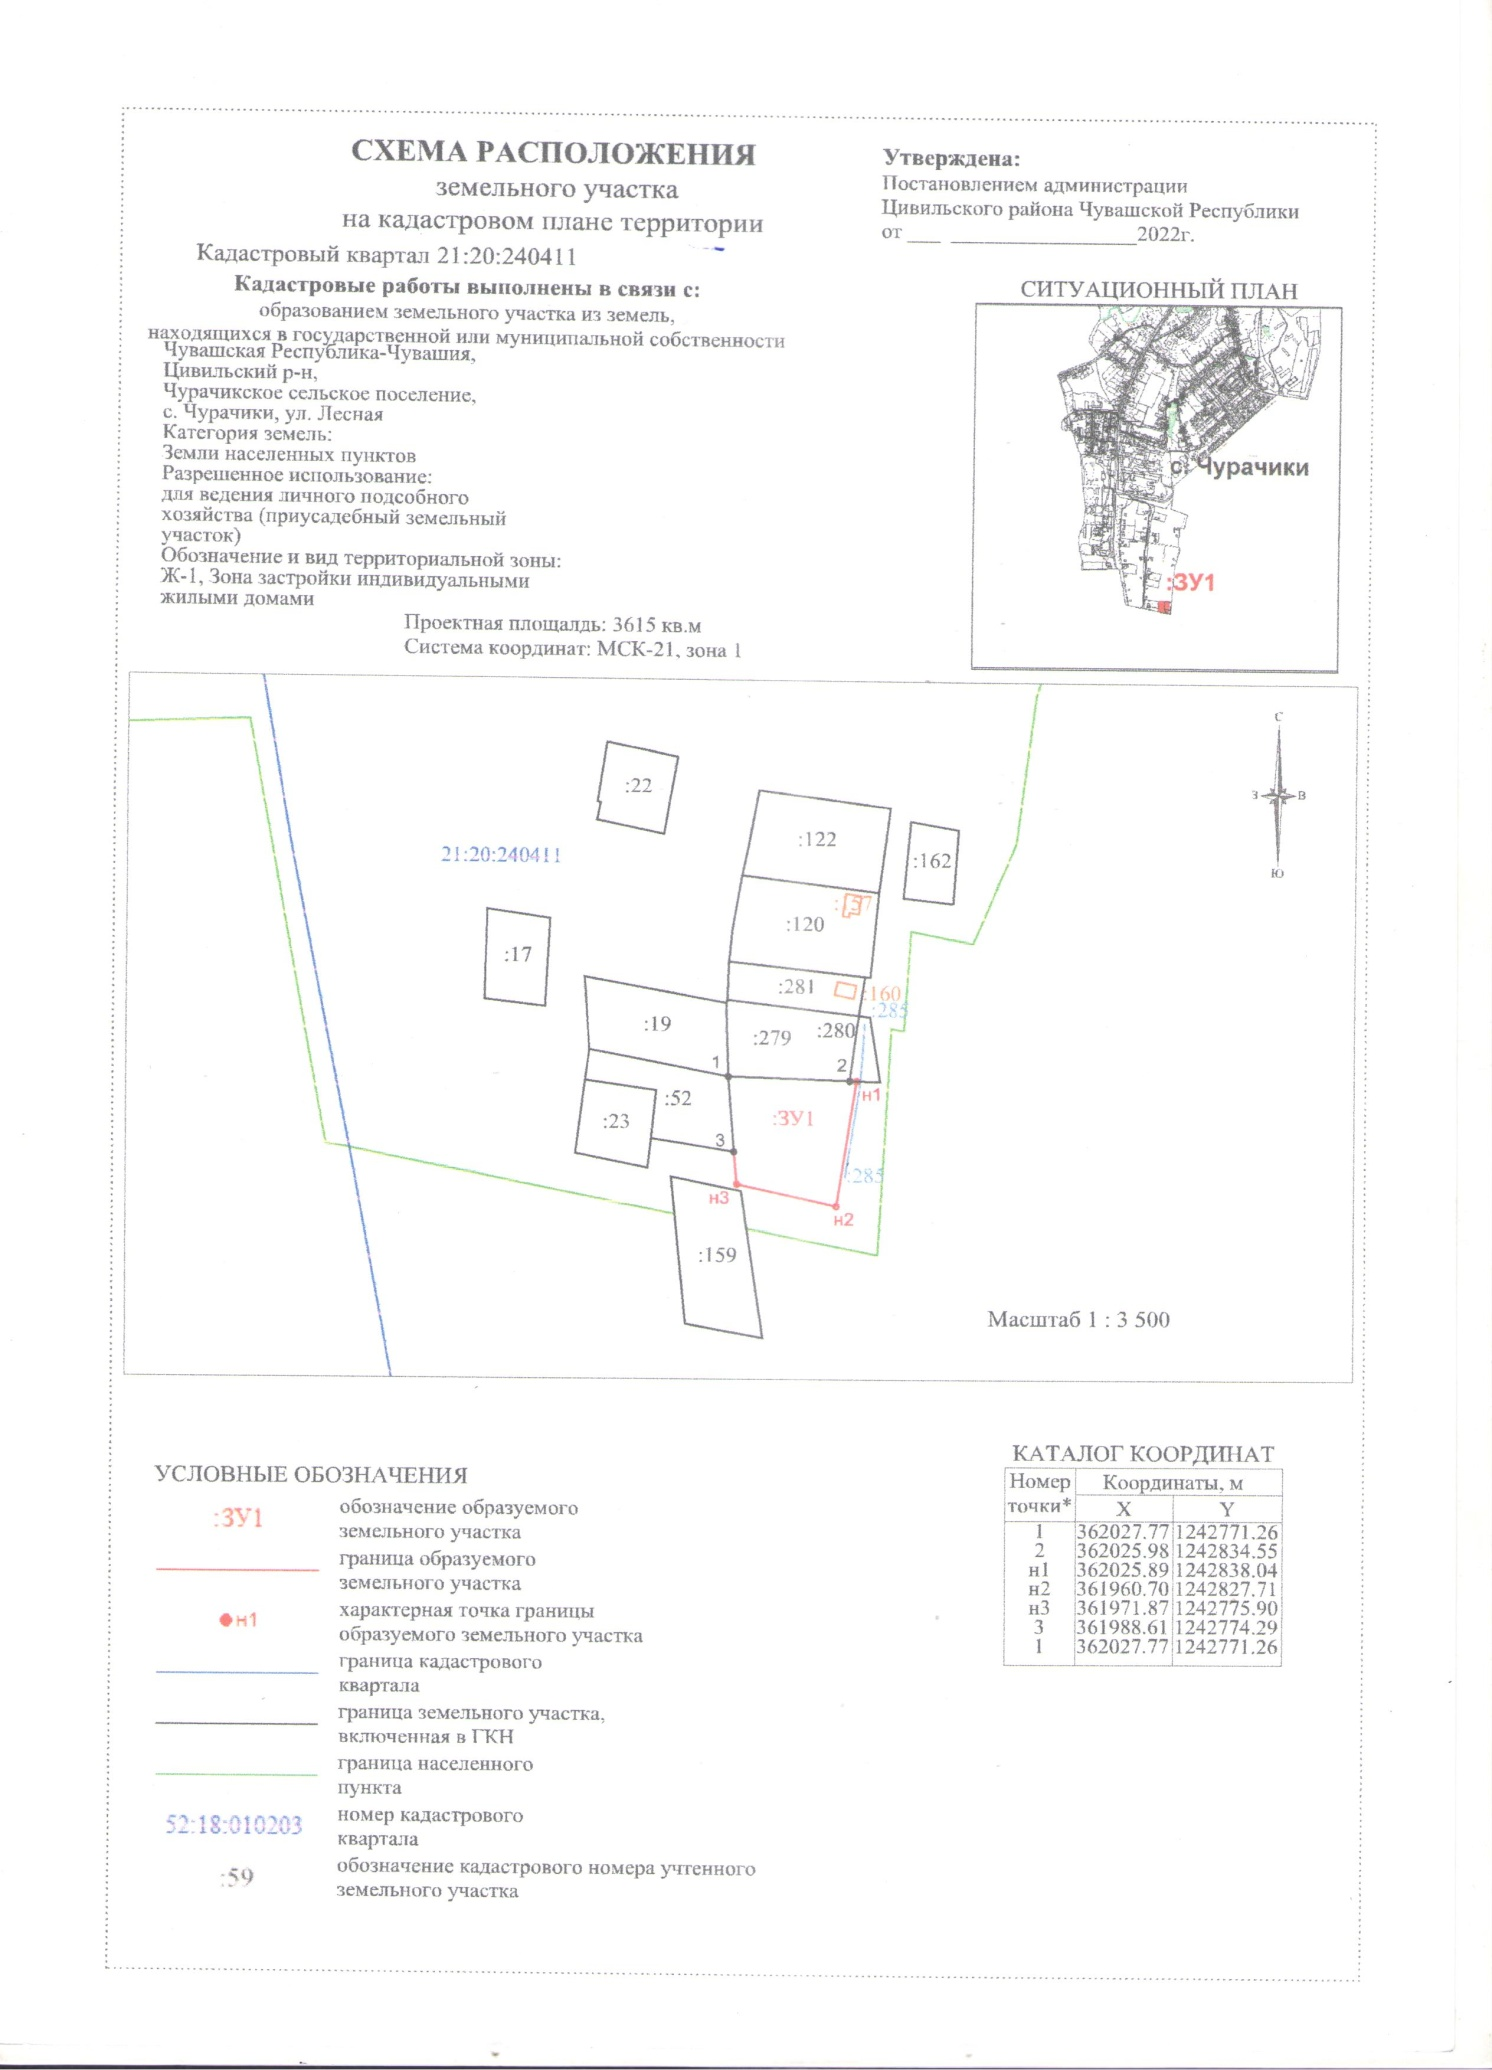 СХЕМА РАСПОЛОЖЕНИЯ
земельного участка
на кадастровом плане территории
Кадастровый квартал 21:20:240411
Кадастровые работы выполнены в связи с:
образованием земельного участка из земель,
находящихся в государственной или муниципальной собственности
Чувашская Республика-Чувашия,
Цивильский р-н,
Чурачикское сельское поселение,
с. Чурачики, ул. Лесная
Категория земель:
Земли населенных пунктов
Разрешенное использование:
для ведения личного подсобного
хозяйства (приусадебный земельный
участок)
Обозначение и вид территориальной зоны:
Ж-1, Зона застройки индивидуальными
жилыми домами
Проектная площалдь: 3615 кв.м
Система координат: МСК-21, зона 1
Утверждена:
Постановлением администрации
Цивильского района Чувашской Республики
от ___ _________________2022г.
СИТУАЦИОННЫЙ ПЛАН
с. Чурачики
:ЗУ1
С
З В
Ю
:22
:122
:162
21:20:240411
:120
:17
:281
:160
:285
:19
:279
:280
1
2
н1
:52
:ЗУ1
:23
3
:285
н3
н2
:159
Масштаб 1 : 3 500
УСЛОВНЫЕ ОБОЗНАЧЕНИЯ
:ЗУ1 обозначение образуемого
земельного участка
граница образуемого
земельного участка
н1 характерная точка границы
образуемого земельного участка
граница кадастрового
квартала
граница земельного участка,
включенная в ГКН
граница населенного
пункта
52:18:010203 номер кадастрового
квартала
:59 обозначение кадастрового номера учтенного
земельного участка
КАТАЛОГ КООРДИНАТ
Номер Координаты, м
точки* X Y
1 362027.77 1242771.26
2 362025.98 1242834.55
н1 362025.89 1242838.04
н2 361960.70 1242827.71
н3 361971.87 1242775.90
3 361988.61 1242774.29
1 362027.77 1242771.26